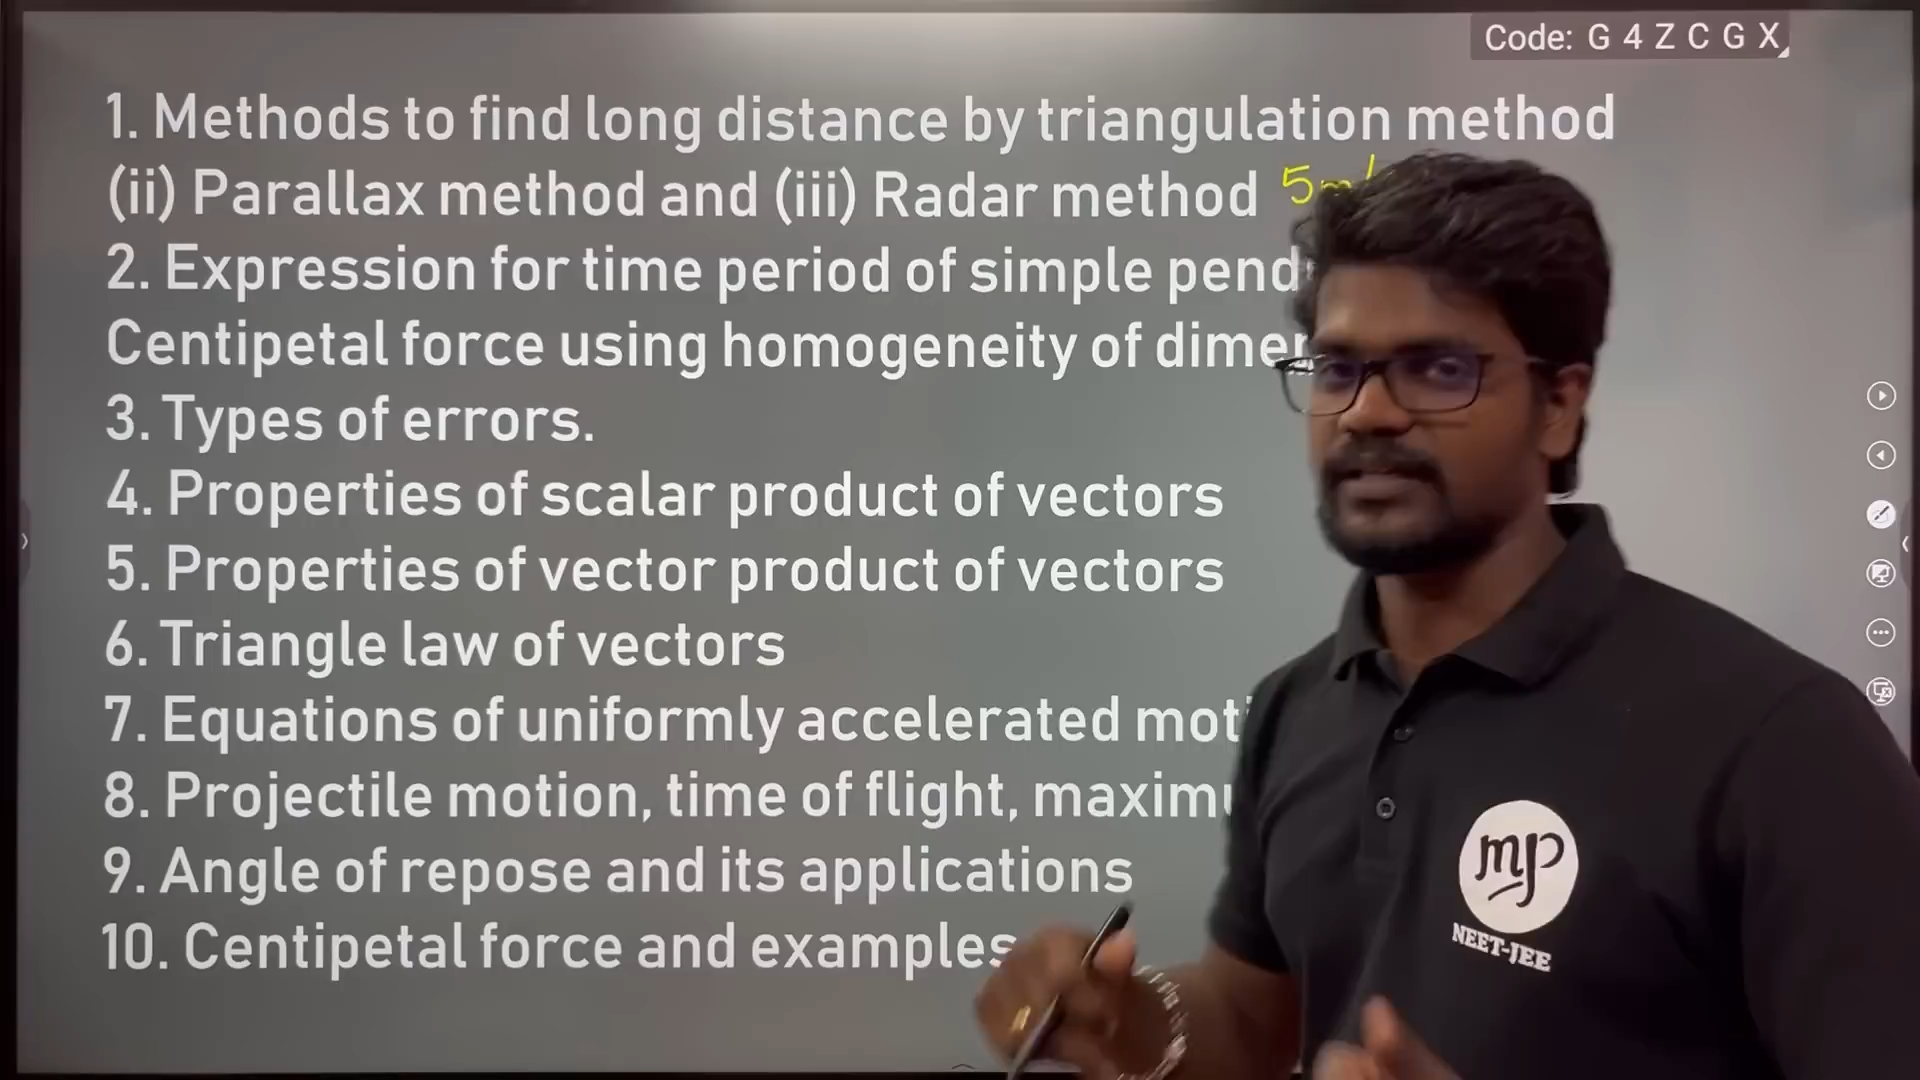 Code: G 4 Z C G X
1. Methods to find long distance by triangulation method
(ii) Parallax method and (iii) Radar method 5m
2. Expression for time period of simple
Centipetal force using homogeneity of
3. Types of errors.
4. Properties of scalar product of vectors
5. Properties of vector product of vectors
6. Triangle law of vectors
7. Equations of uniformly accelerated
8. Projectile motion, time of flight,
9. Angle of repose and its applications
10. Centipetal force and examples
mp
NEET-JEE